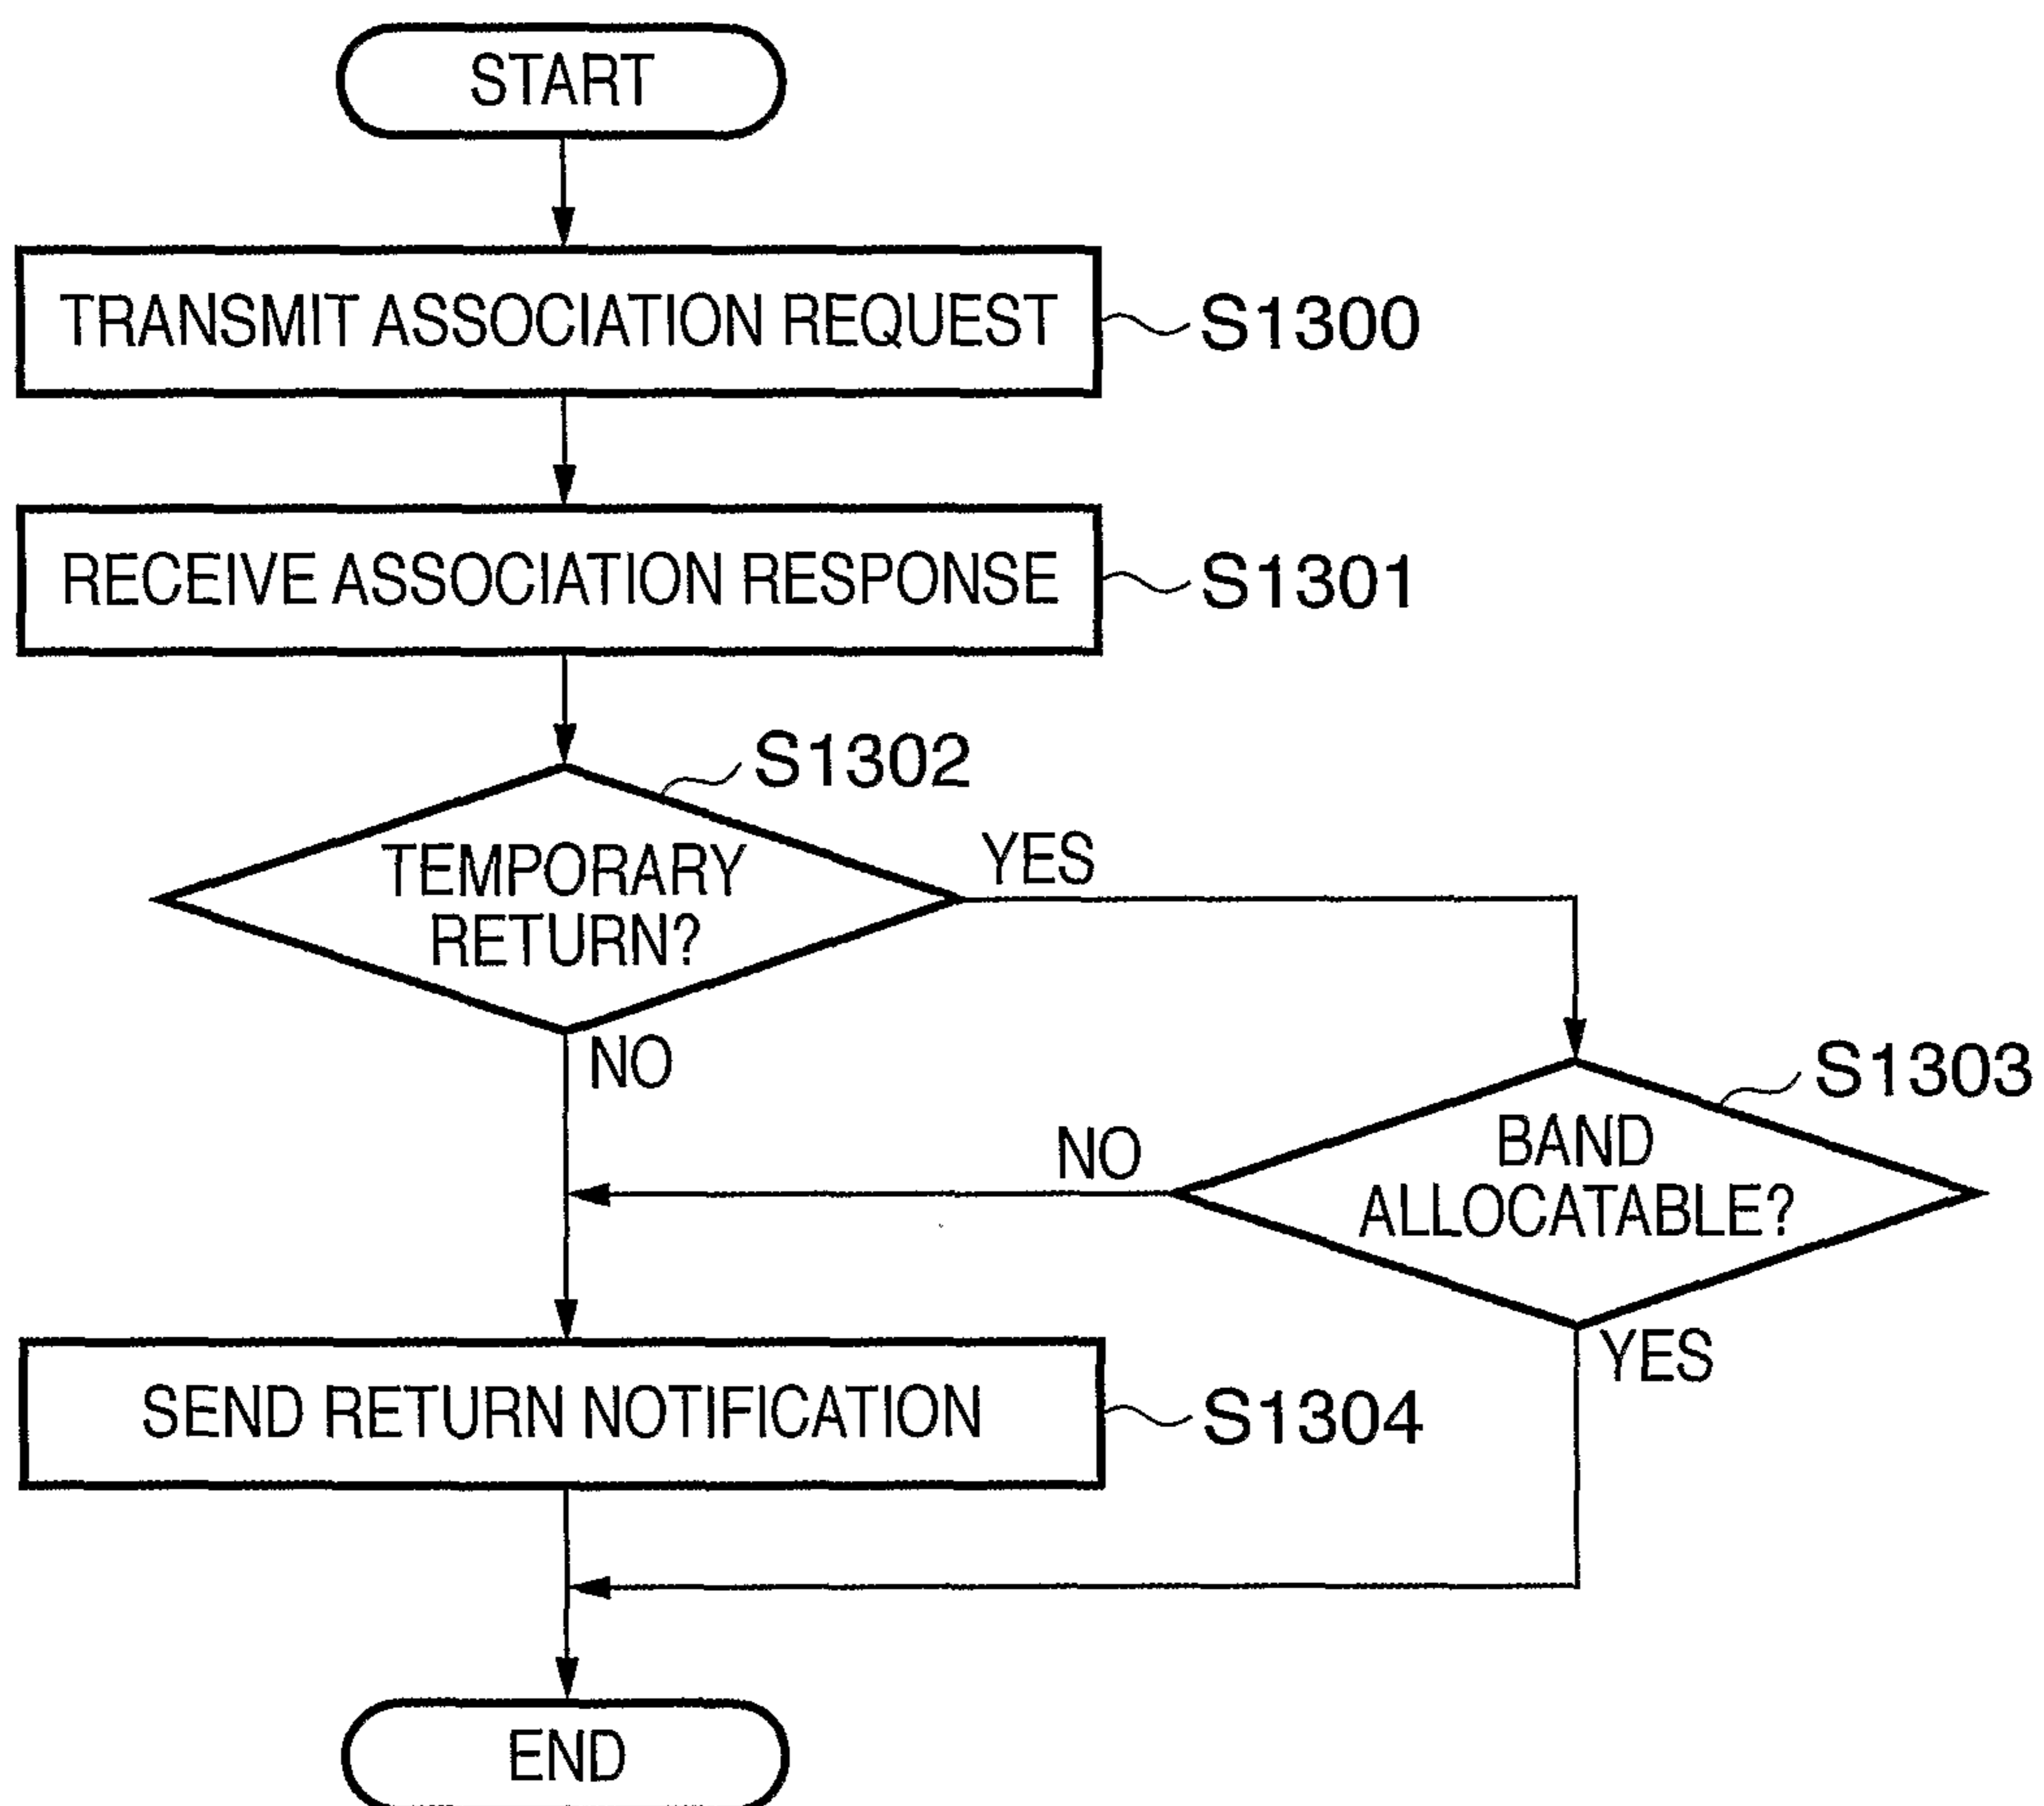 START
TRANSMIT ASSOCIATION REQUEST
S1300
RECEIVE ASSOCIATION RESPONSE
S1301
S1302
TEMPORARY
RETURN?
YES
NO
S1303
BAND
ALLOCATABLE?
NO
YES
SEND RETURN NOTIFICATION
S1304
END